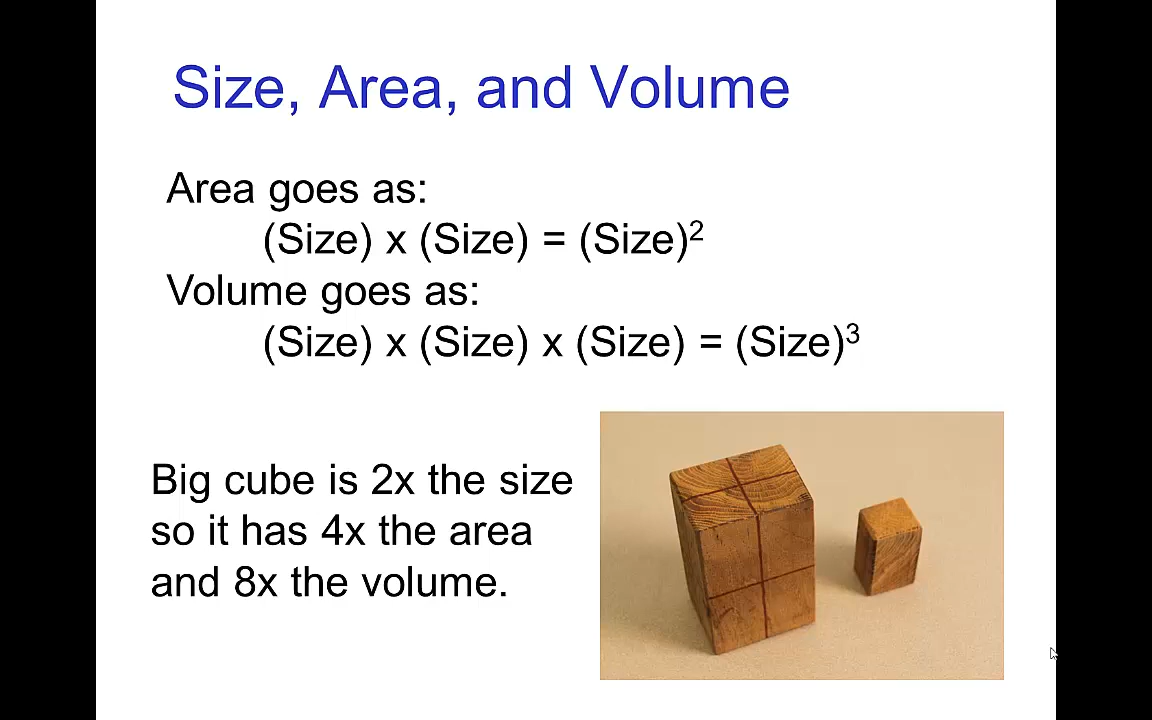 Size, Area, and Volume
Area goes as:
(Size) x (Size) = (Size)²
Volume goes as:
(Size) x (Size) x (Size) = (Size)³
Big cube is 2x the size
so it has 4x the area
and 8x the volume.